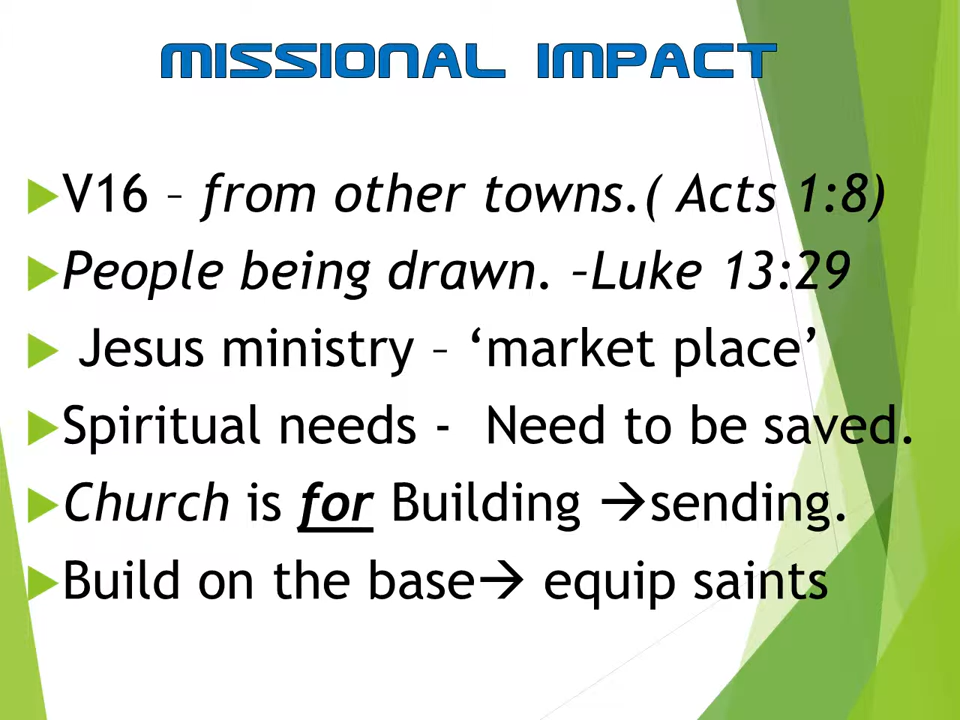 MISSIONAL IMPACT
V16 – from other towns.( Acts 1:8)
People being drawn. –Luke 13:29
Jesus ministry – ‘market place’
Spiritual needs - Need to be saved.
Church is for Building →sending.
Build on the base→ equip saints